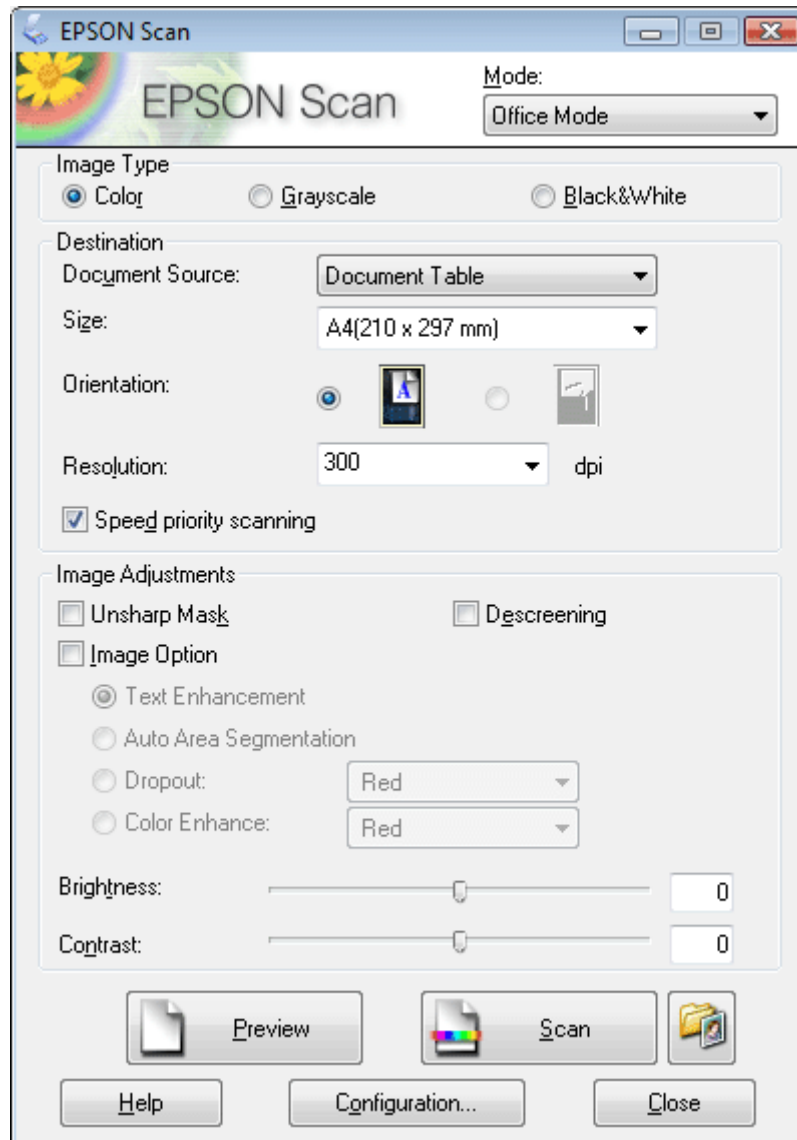 EPSON Scan
EPSON Scan
Mode:
Office Mode
Image Type
Color Grayscale Black&White
Destination
Document Source: Document Table
Size: A4(210 x 297 mm)
Orientation: A
Resolution: 300 dpi
Speed priority scanning
Image Adjustments
Unsharp Mask Descreening
Image Option
Text Enhancement
Auto Area Segmentation
Dropout: Red
Color Enhance: Red
Brightness: 0
Contrast: 0
Preview Scan
Help Configuration... Close